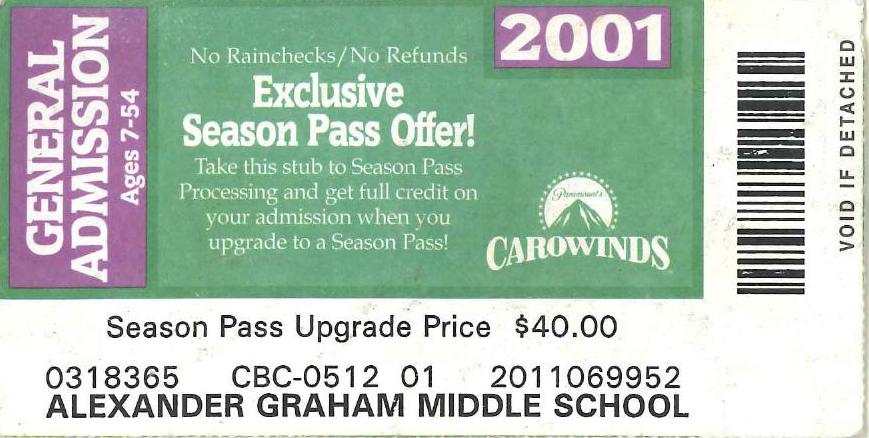 GENERAL
ADMISSION
Ages 7-54
No Rainchecks/No Refunds
Exclusive
Season Pass Offer!
Take this stub to Season Pass
Processing and get full credit on
your admission when you
upgrade to a Season Pass!
2001
Paramount's
CAROWINDS
VOID IF DETACHED
Season Pass Upgrade Price $40.00
0318365 CBC-0512 01 2011069952
ALEXANDER GRAHAM MIDDLE SCHOOL